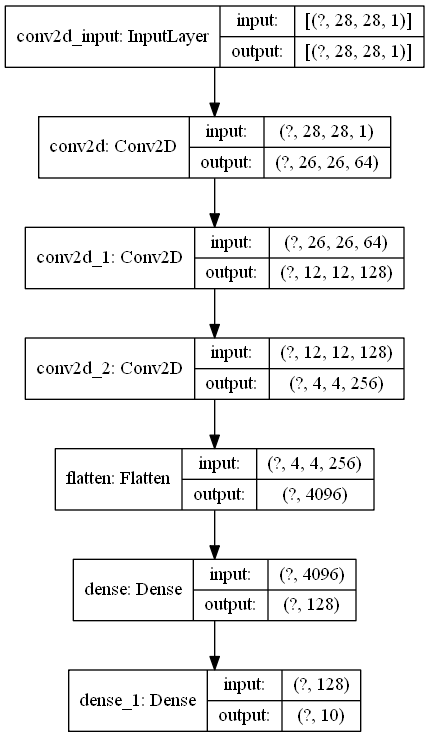 conv2d_input: InputLayer
input: [(?, 28, 28, 1)]
output: [(?, 28, 28, 1)]
conv2d: Conv2D
input: (?, 28, 28, 1)
output: (?, 26, 26, 64)
conv2d_1: Conv2D
input: (?, 26, 26, 64)
output: (?, 12, 12, 128)
conv2d_2: Conv2D
input: (?, 12, 12, 128)
output: (?, 4, 4, 256)
flatten: Flatten
input: (?, 4, 4, 256)
output: (?, 4096)
dense: Dense
input: (?, 4096)
output: (?, 128)
dense_1: Dense
input: (?, 128)
output: (?, 10)